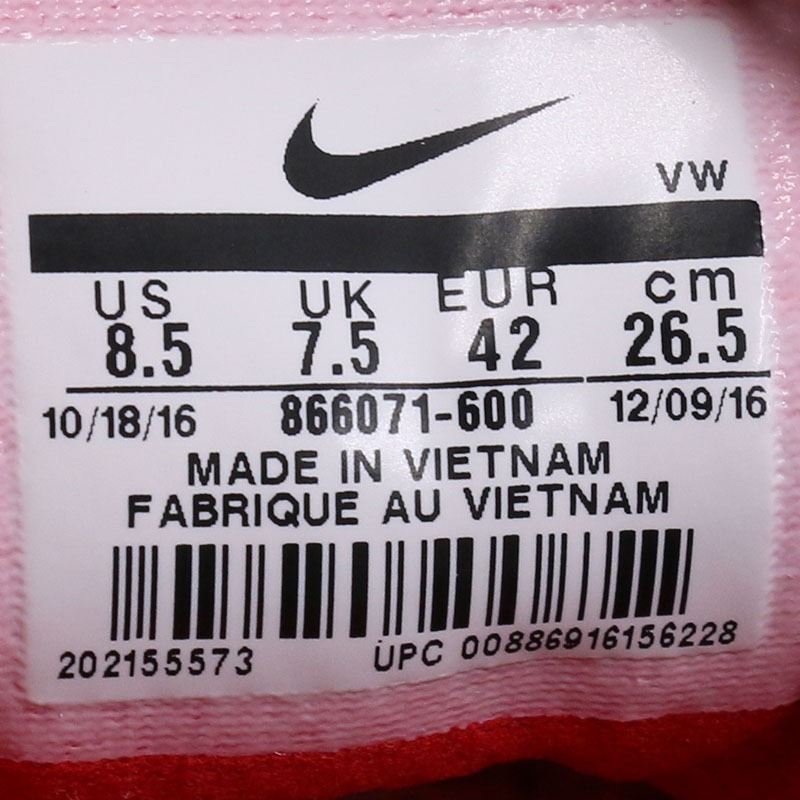 VW
US UK EUR cm
8.5 7.5 42 26.5
10/18/16 866071-600 12/09/16
MADE IN VIETNAM
FABRIQUE AU VIETNAM
202155573 UPC 00886916156228